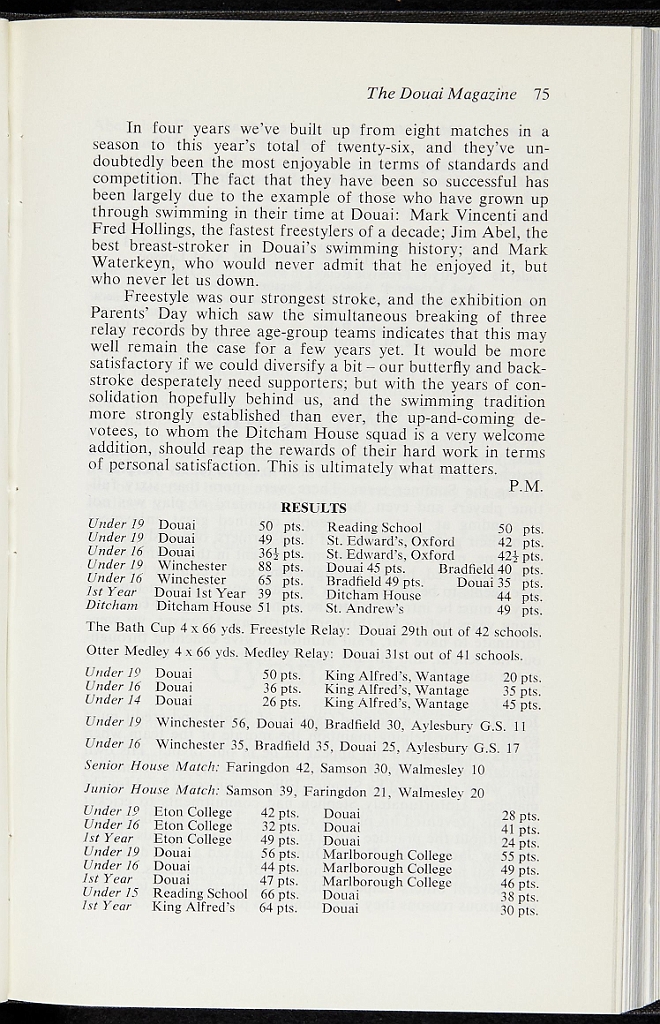 The Douai Magazine 75
In four years we've built up from eight matches in a
season to this year's total of twenty-six, and they've un-
doubtedly been the most enjoyable in terms of standards and
competition. The fact that they have been so successful has
been largely due to the example of those who have grown up
through swimming in their time at Douai: Mark Vincenti and
Fred Hollings, the fastest freestylers of a decade; Jim Abel, the
best breast-stroker in Douai's swimming history; and Mark
Waterkeyn, who would never admit that he enjoyed it, but
who never let us down.
Freestyle was our strongest stroke, and the exhibition on
Parents' Day which saw the simultaneous breaking of three
relay records by three age-group teams indicates that this may
well remain the case for a few years yet. It would be more
satisfactory if we could diversify a bit – our butterfly and back-
stroke desperately need supporters; but with the years of con-
solidation hopefully behind us, and the swimming tradition
more strongly established than ever, the up-and-coming de-
votees, to whom the Ditcham House squad is a very welcome
addition, should reap the rewards of their hard work in terms
of personal satisfaction. This is ultimately what matters.
P.M.
RESULTS
Under 19 Douai 50 pts. Reading School 50 pts.
Under 19 Douai 49 pts. St. Edward's, Oxford 42 pts.
Under 16 Douai 36½ pts. St. Edward's, Oxford 42½ pts.
Under 19 Winchester 88 pts. Douai 45 pts. Bradfield 40 pts.
Under 16 Winchester 65 pts. Bradfield 49 pts. Douai 35 pts.
1st Year Douai 1st Year 39 pts. Ditcham House 44 pts.
Ditcham Ditcham House 51 pts. St. Andrew's 49 pts.
The Bath Cup 4 x 66 yds. Freestyle Relay: Douai 29th out of 42 schools.
Otter Medley 4 x 66 yds. Medley Relay: Douai 31st out of 41 schools.
Under 19 Douai 50 pts. King Alfred's, Wantage 20 pts.
Under 16 Douai 36 pts. King Alfred's, Wantage 35 pts.
Under 14 Douai 26 pts. King Alfred's, Wantage 45 pts.
Under 19 Winchester 56, Douai 40, Bradfield 30, Aylesbury G.S. 11
Under 16 Winchester 35, Bradfield 35, Douai 25, Aylesbury G.S. 17
Senior House Match: Faringdon 42, Samson 30, Walmesley 10
Junior House Match: Samson 39, Faringdon 21, Walmesley 20
Under 19 Eton College 42 pts. Douai 28 pts.
Under 16 Eton College 32 pts. Douai 41 pts.
1st Year Eton College 49 pts. Douai 24 pts.
Under 19 Douai 56 pts. Marlborough College 55 pts.
Under 16 Douai 44 pts. Marlborough College 49 pts.
1st Year Douai 47 pts. Marlborough College 46 pts.
Under 15 Reading School 66 pts. Douai 38 pts.
1st Year King Alfred's 64 pts. Douai 30 pts.